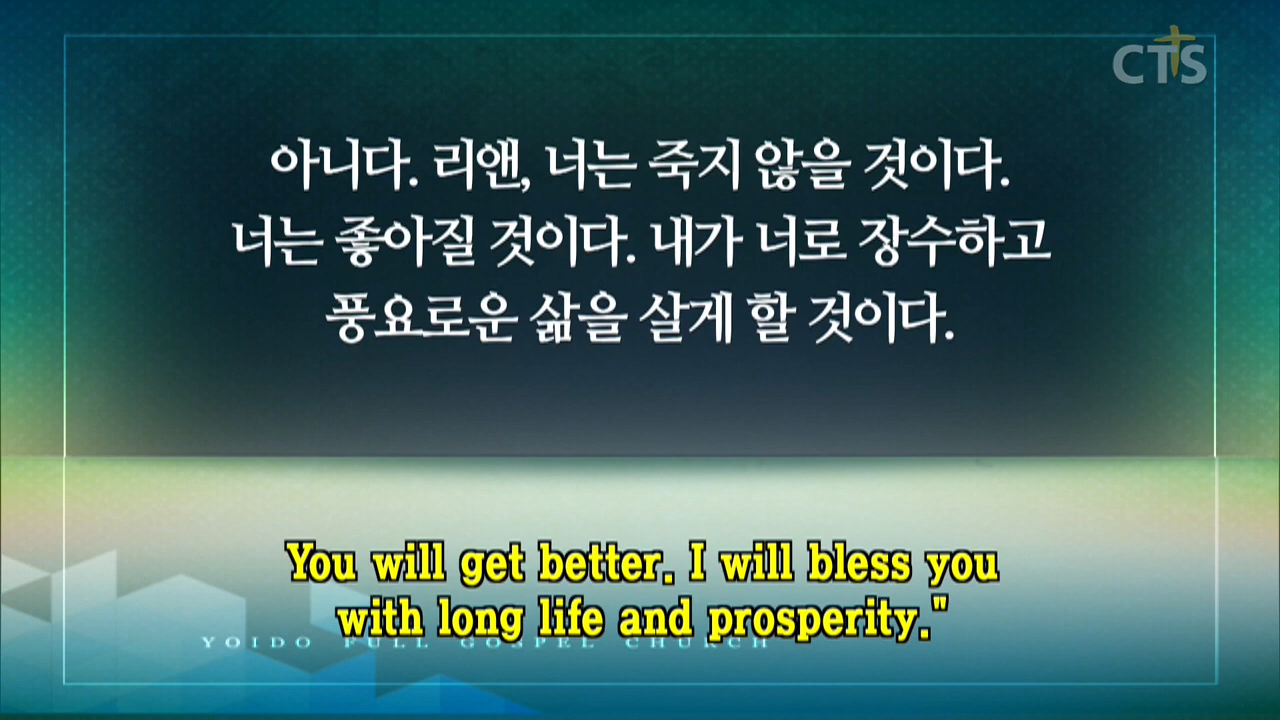 CTS
아니다. 리앤, 너는 죽지 않을 것이다.
너는 좋아질 것이다. 내가 너로 장수하고
풍요로운 삶을 살게 할 것이다.
You will get better. I will bless you
with long life and prosperity."
YOIDO FULL GOSPEL CHURCH